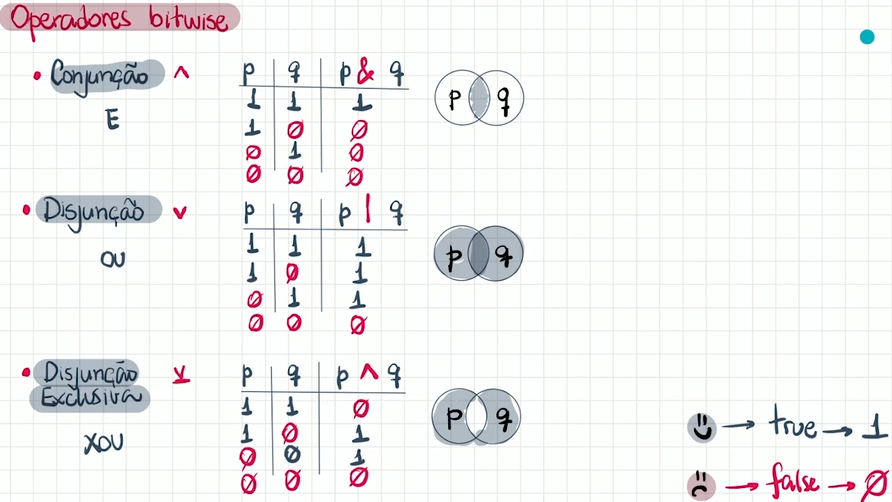 Operadores bitwise
• Conjunção ∧
E
p q p & q
1 1 1
1 0 0
0 1 0
0 0 0
p q
• Disjunção ∨
OU
p q p | q
1 1 1
1 0 1
0 1 1
0 0 0
p q
• Disjunção ⊻
Exclusiva
XOU
p q p ^ q
1 1 0
1 0 1
0 0 1
0 0 0
p q
→ true → 1
→ false → 0